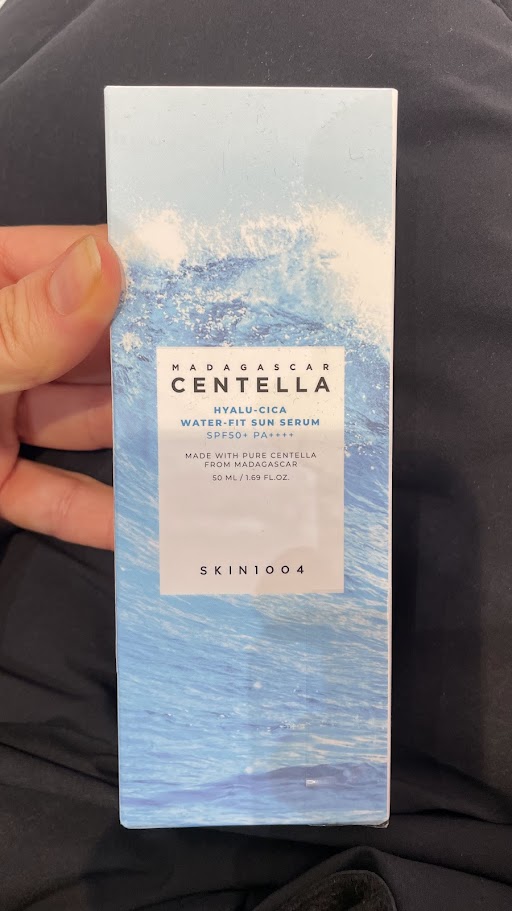 MADAGASCAR
CENTELLA
HYALU-CICA
WATER-FIT SUN SERUM
SPF50+ PA++++
MADE WITH PURE CENTELLA
FROM MADAGASCAR
50 ML / 1.69 FL.OZ.
SKIN1004